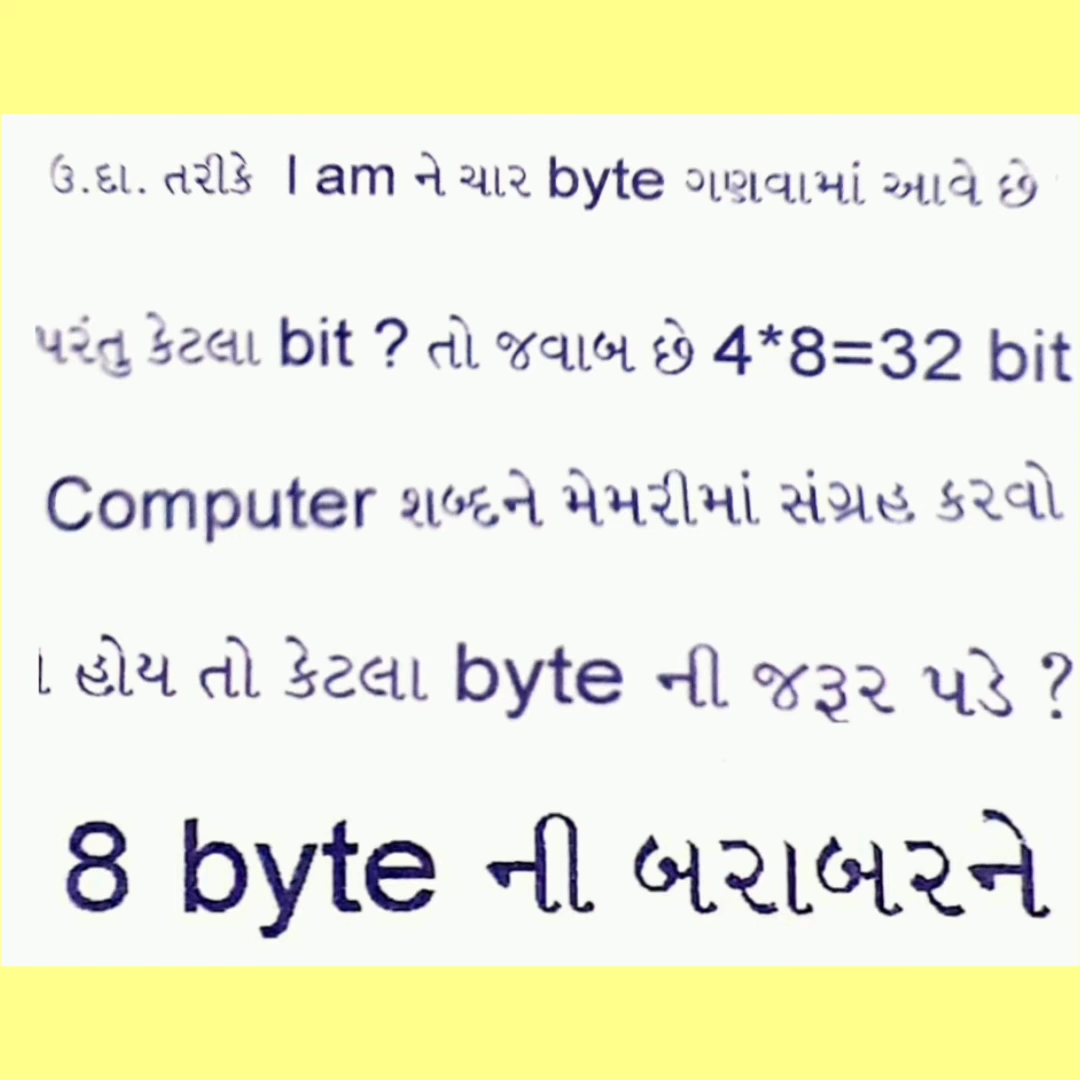 ઉ.દા. તરીકે I am ને ચાર byte ગણવામાં આવે છે
પરંતુ કેટલા bit ? તો જવાબ છે 4*8=32 bit
Computer શબ્દને મેમરીમાં સંગ્રહ કરવો
હોય તો કેટલા byte ની જરૂર પડે ?
8 byte ની બરાબરને